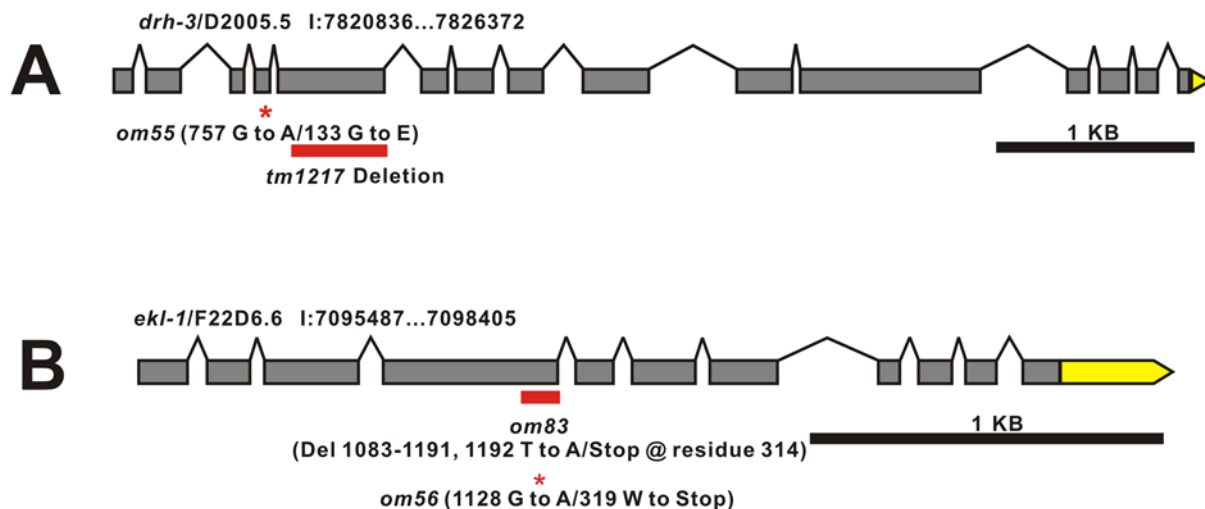 A
drh-3/D2005.5 I:7820836...7826372
*
om55 (757 G to A/133 G to E)
tm1217 Deletion
1 KB
B
ekl-1/F22D6.6 I:7095487...7098405
om83
(Del 1083-1191, 1192 T to A/Stop @ residue 314)
1 KB
*
om56 (1128 G to A/319 W to Stop)